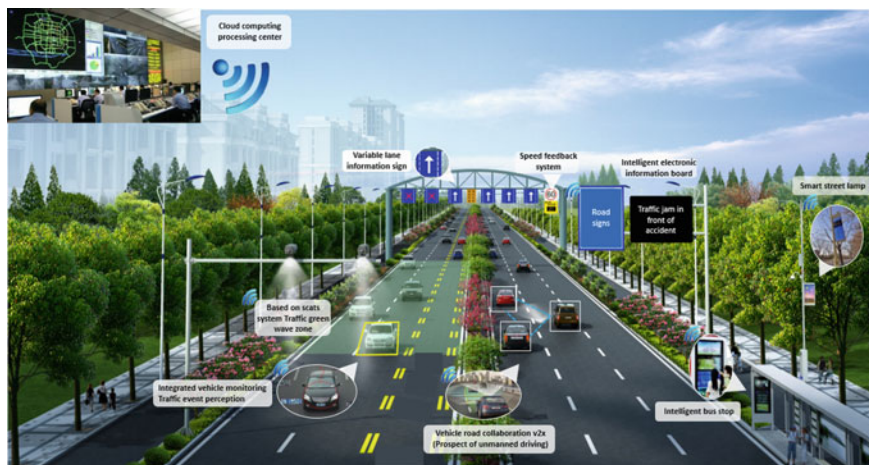 Cloud computing
processing center
Variable lane
information sign
Speed feedback
system
Intelligent electronic
information board
Smart street lamp
60
Road
signs
Traffic jam in
front of
accident
Based on scats
system Traffic green
wave zone
Integrated vehicle monitoring
Traffic event perception
Vehicle road collaboration v2x
(Prospect of unmanned driving)
Intelligent bus stop